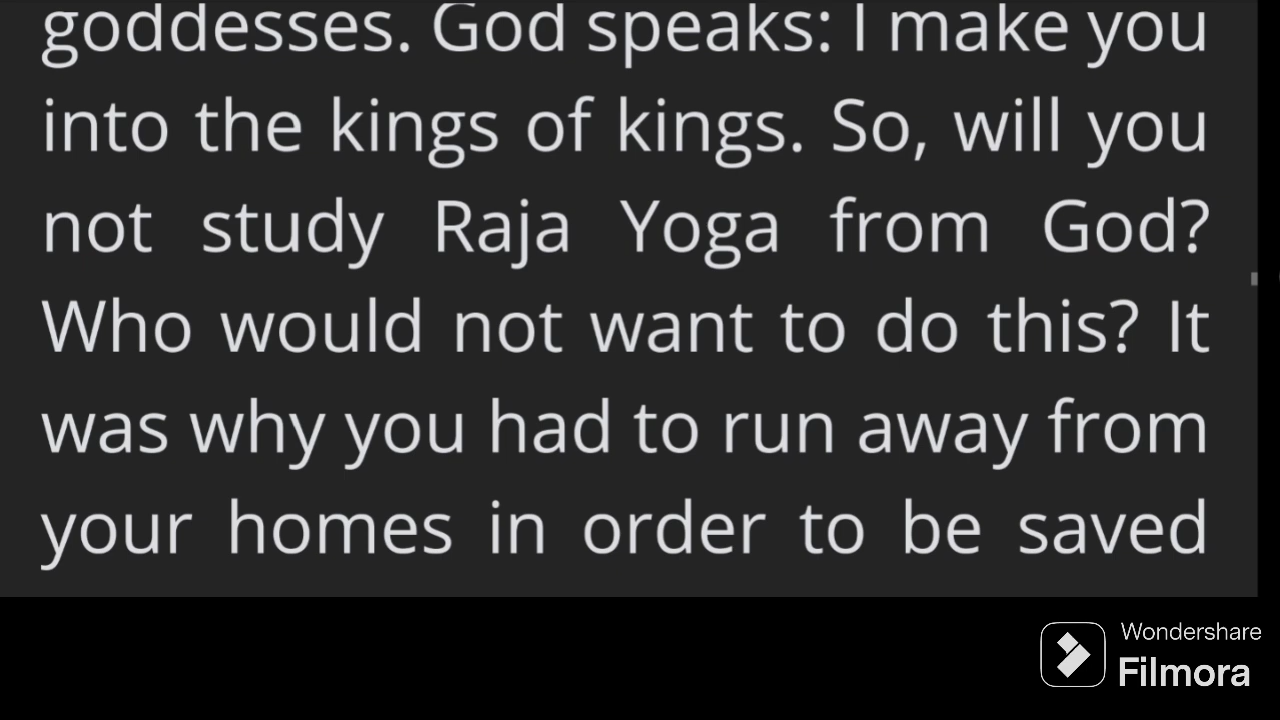 goddesses. God speaks: I make you
into the kings of kings. So, will you
not study Raja Yoga from God?
Who would not want to do this? It
was why you had to run away from
your homes in order to be saved
Wondershare
Filmora